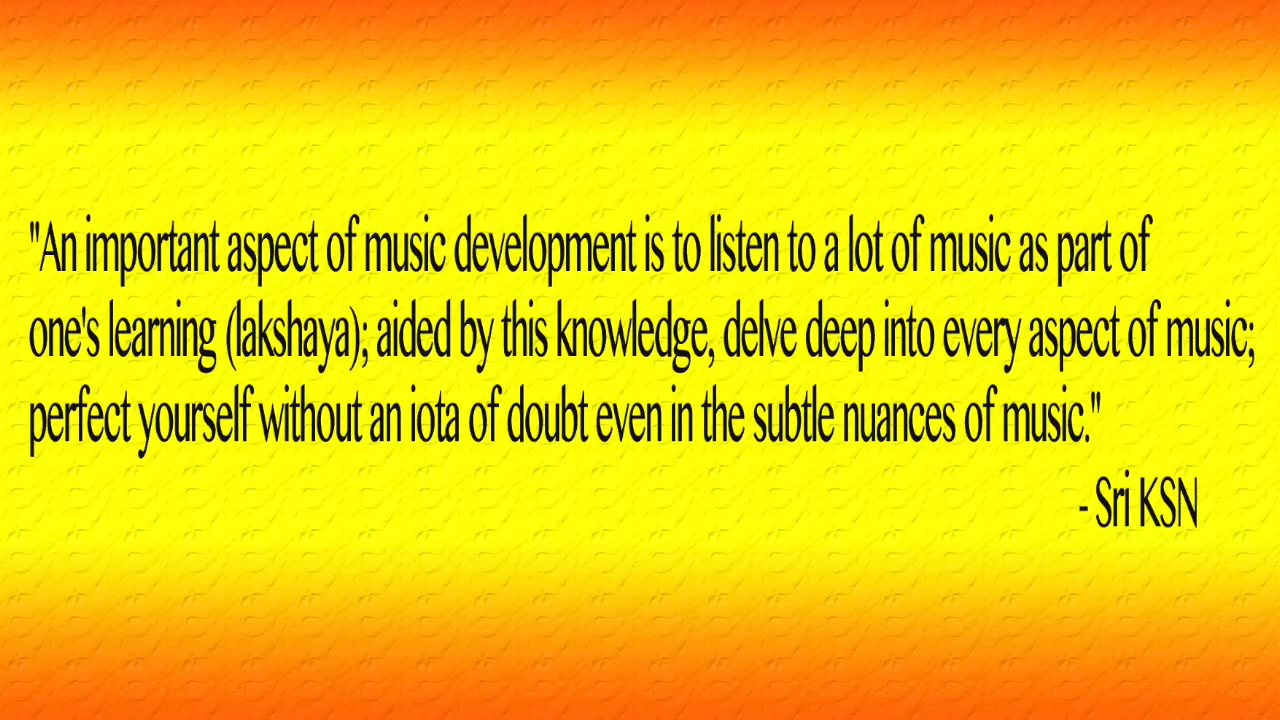 "An important aspect of music development is to listen to a lot of music as part of
one's learning (lakshaya); aided by this knowledge, delve deep into every aspect of music;
perfect yourself without an iota of doubt even in the subtle nuances of music."
- Sri KSN